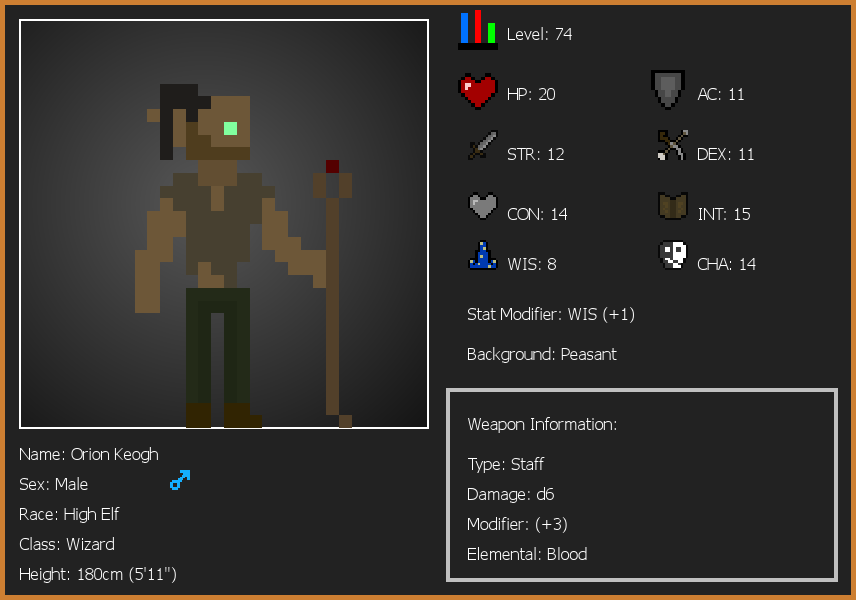 Level: 74
HP: 20
AC: 11
STR: 12
DEX: 11
CON: 14
INT: 15
WIS: 8
CHA: 14
Stat Modifier: WIS (+1)
Background: Peasant
Weapon Information:
Type: Staff
Damage: d6
Modifier: (+3)
Elemental: Blood
Name: Orion Keogh
Sex: Male
Race: High Elf
Class: Wizard
Height: 180cm (5'11")